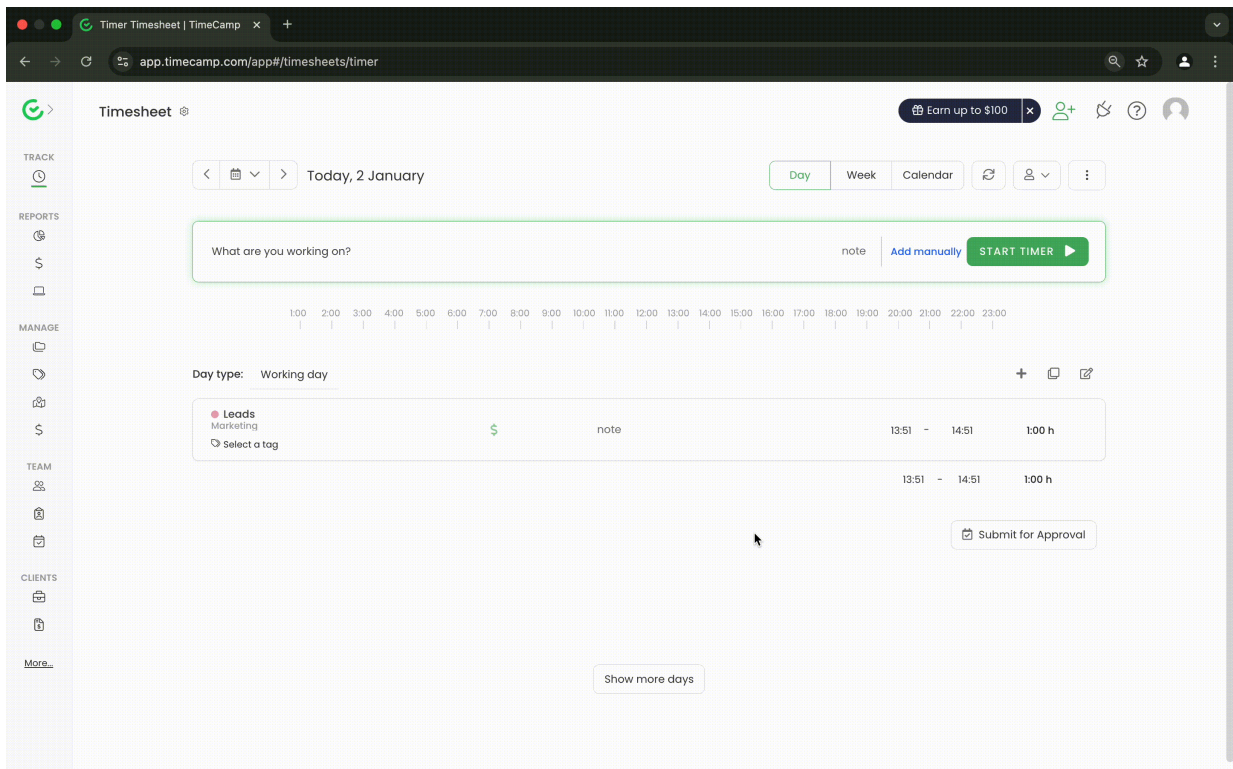 Timer Timesheet | TimeCamp
app.timecamp.com/app#/timesheets/timer
Timesheet
Earn up to $100
TRACK
REPORTS
MANAGE
TEAM
CLIENTS
More...
Today, 2 January
Day Week Calendar
What are you working on? note Add manually START TIMER
1:00 2:00 3:00 4:00 5:00 6:00 7:00 8:00 9:00 10:00 11:00 12:00 13:00 14:00 15:00 16:00 17:00 18:00 19:00 20:00 21:00 22:00 23:00
Day type: Working day
Leads
Marketing
Select a tag
$ note 13:51 - 14:51 1:00 h
13:51 - 14:51 1:00 h
Submit for Approval
Show more days